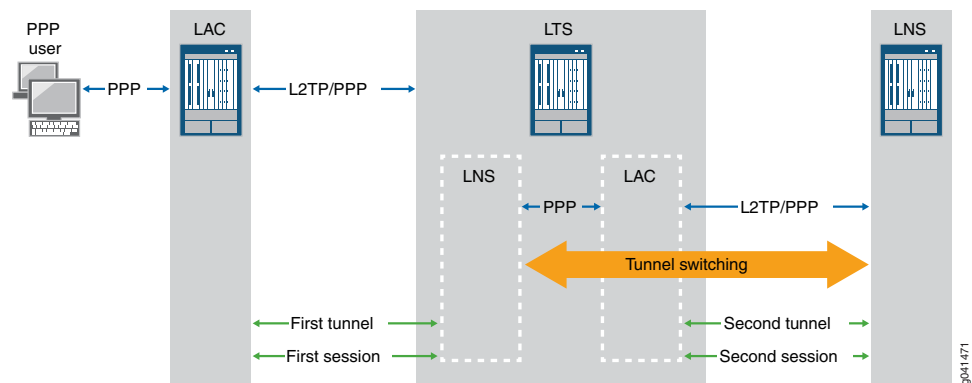 PPP
user
LAC
LTS
LNS
PPP
L2TP/PPP
LNS
LAC
PPP
L2TP/PPP
Tunnel switching
First tunnel
Second tunnel
First session
Second session
g041471